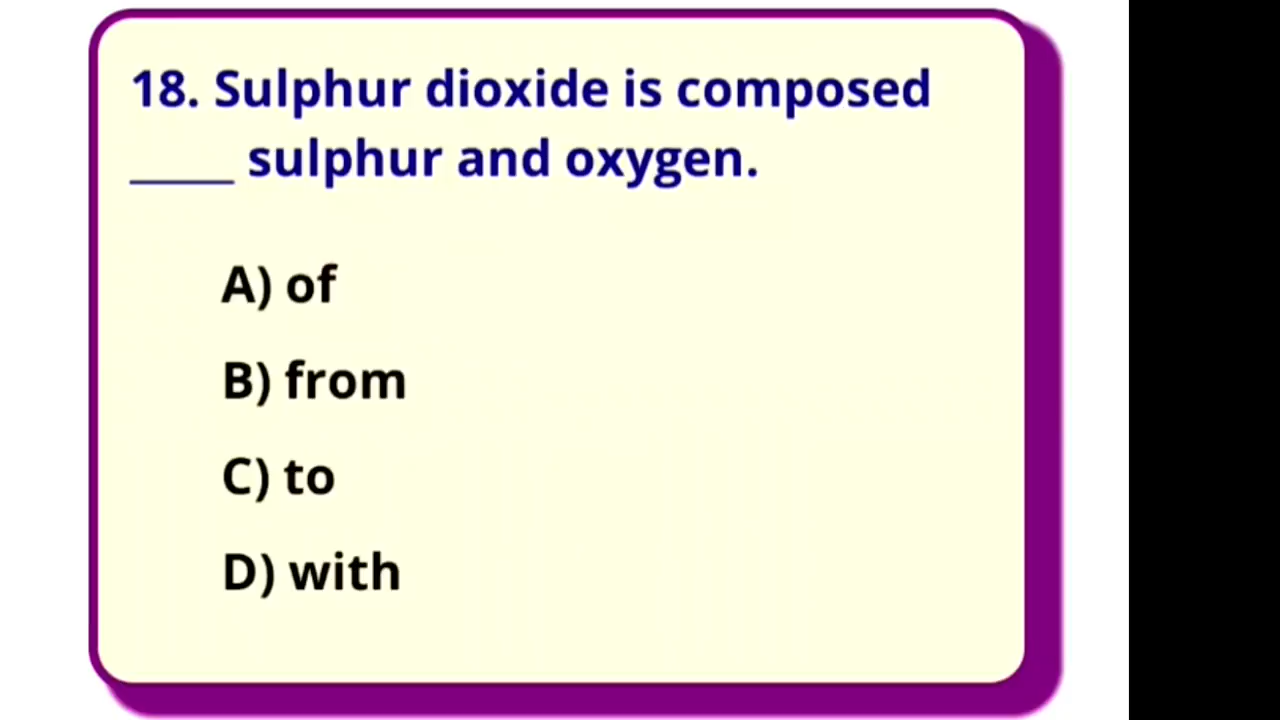 18. Sulphur dioxide is composed
_____ sulphur and oxygen.
A) of
B) from
C) to
D) with